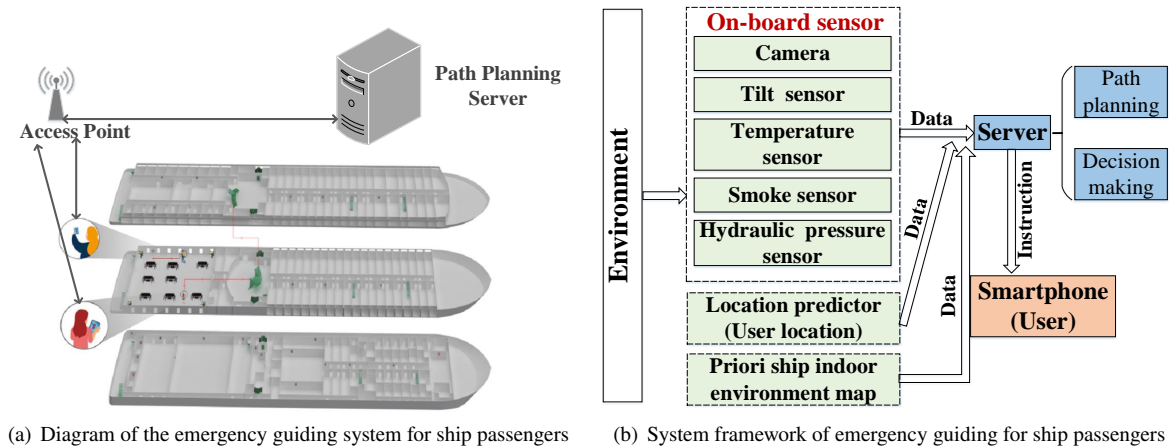 Path Planning
Server
Access Point
(a) Diagram of the emergency guiding system for ship passengers
Environment
On-board sensor
Camera
Tilt sensor
Temperature
sensor
Smoke sensor
Hydraulic pressure
sensor
Location predictor
(User location)
Priori ship indoor
environment map
Data
Data
Data
Server
Path
planning
Decision
making
Instruction
Smartphone
(User)
(b) System framework of emergency guiding for ship passengers